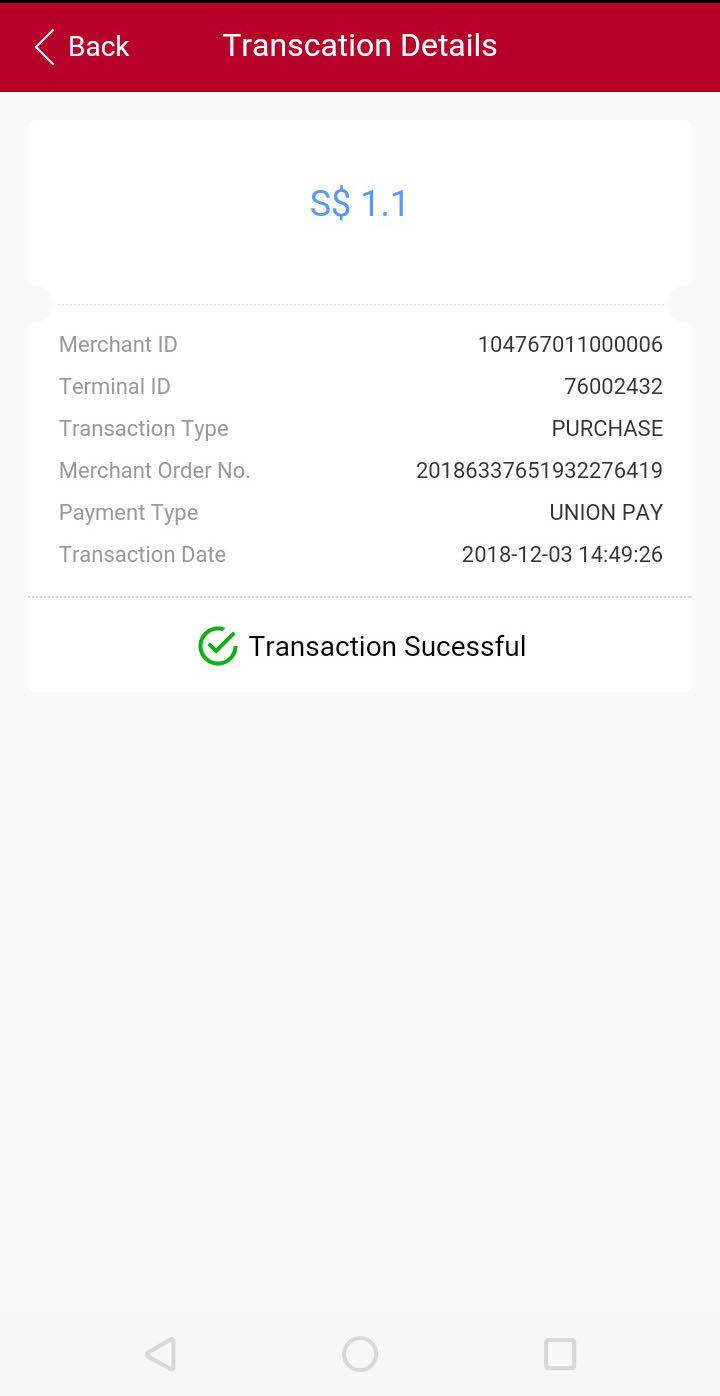 Back
Transcation Details
S$ 1.1
Merchant ID 104767011000006
Terminal ID 76002432
Transaction Type PURCHASE
Merchant Order No. 20186337651932276419
Payment Type UNION PAY
Transaction Date 2018-12-03 14:49:26
Transaction Sucessful